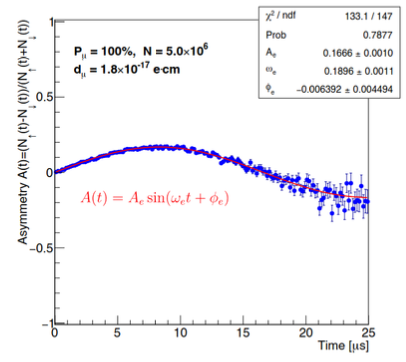 χ² / ndf 133.1 / 147
Prob 0.7877
Aₑ 0.1666 ± 0.0010
ωₑ 0.1896 ± 0.0011
ϕₑ −0.006392 ± 0.004494
P_μ = 100%, N = 5.0×10⁶
d_μ = 1.8×10⁻¹⁷ e·cm
Asymmetry A(t)=(N↑(t)-N↓(t))/(N↑(t)+N↓(t))
1
0.5
0
−0.5
−1
A(t) = Aₑ sin(ωₑt + ϕₑ)
0 5 10 15 20 25
Time [μs]